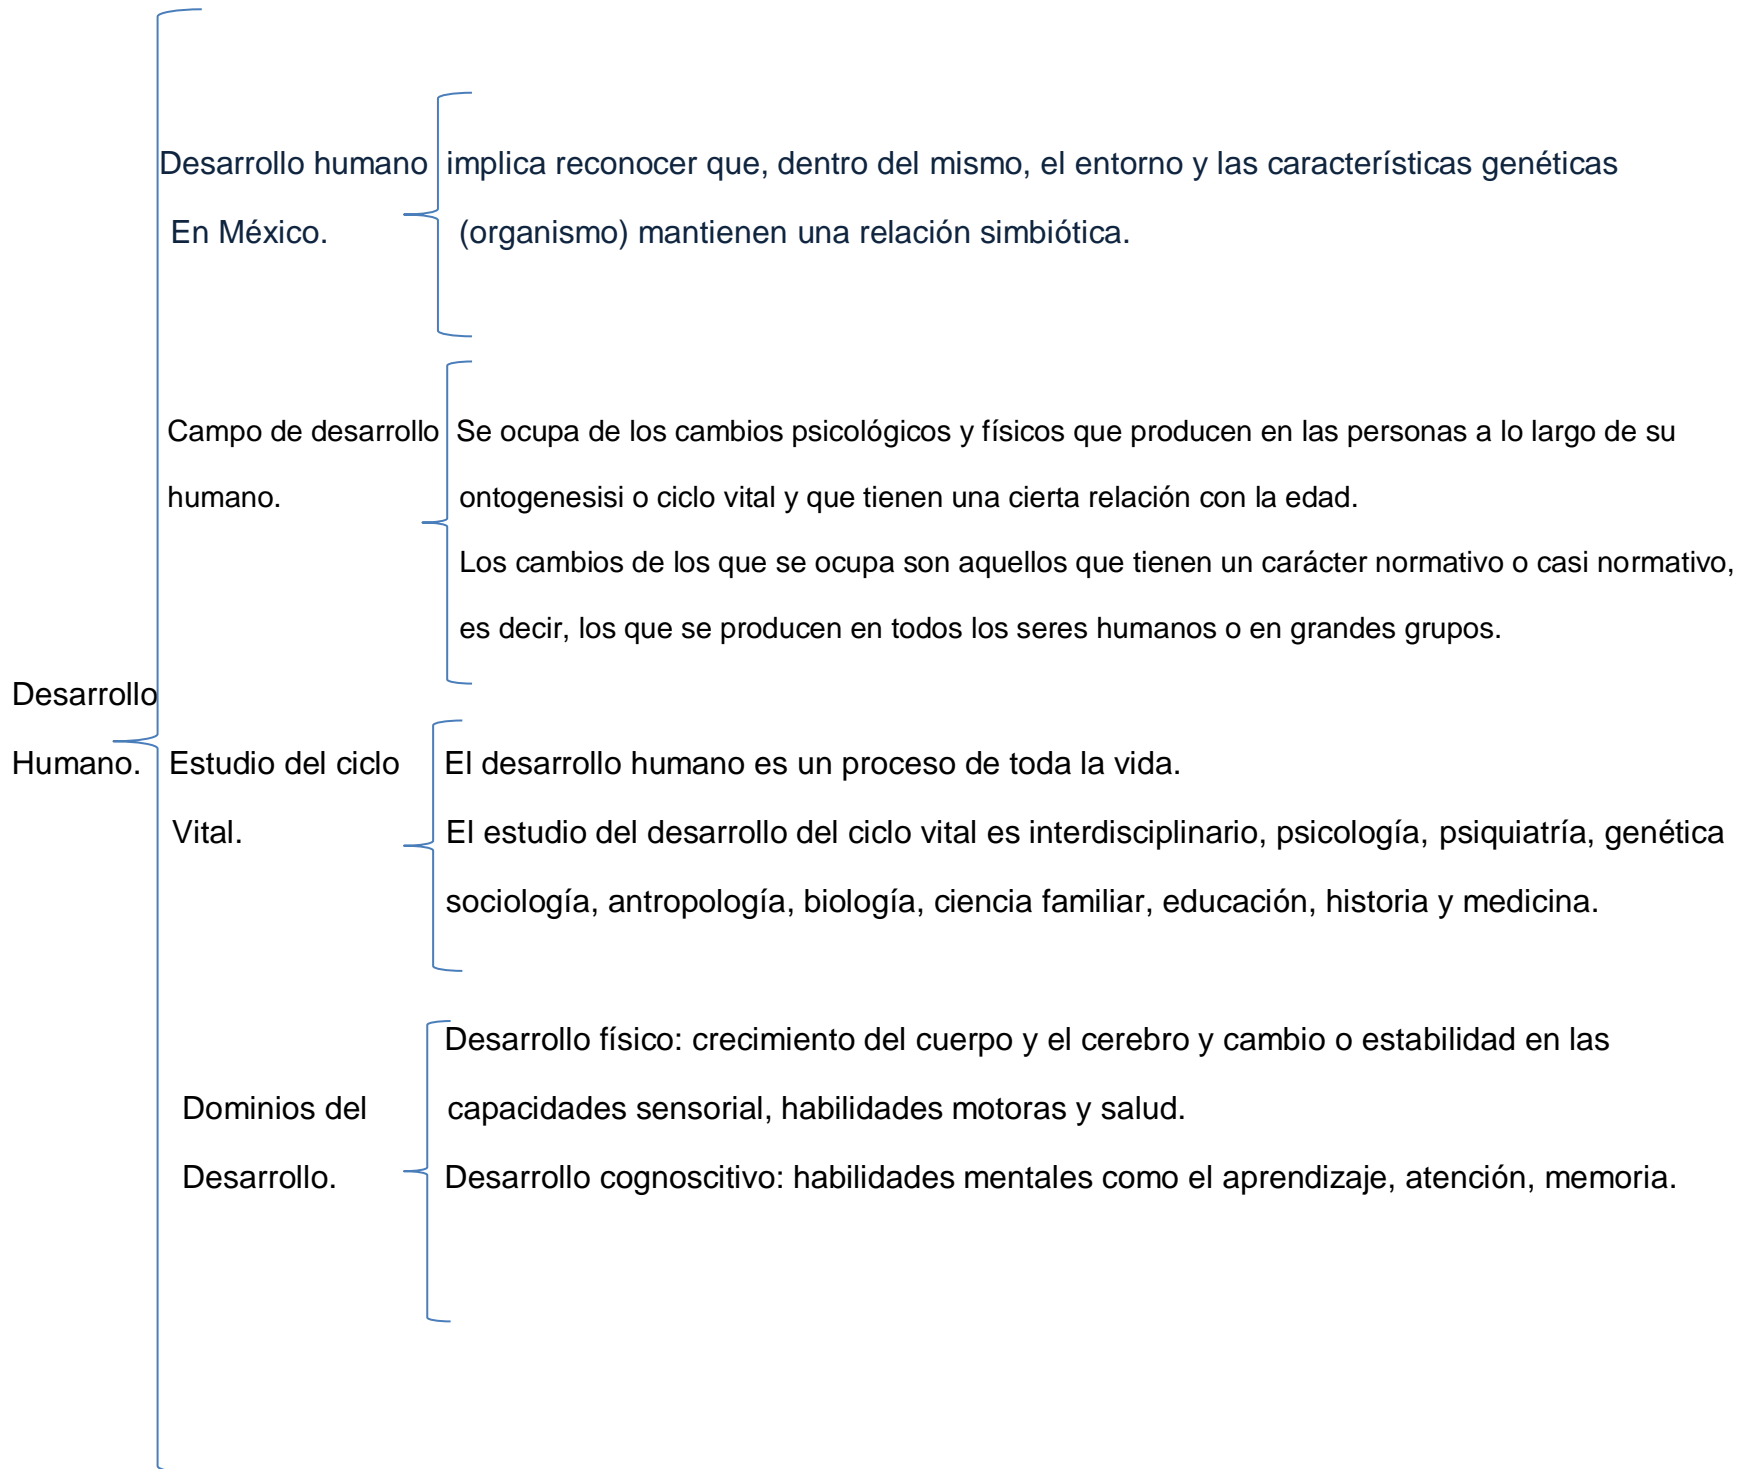 Desarrollo humano implica reconocer que, dentro del mismo, el entorno y las características genéticas
En México. (organismo) mantienen una relación simbiótica.
Campo de desarrollo Se ocupa de los cambios psicológicos y físicos que producen en las personas a lo largo de su
humano. ontogenesisi o ciclo vital y que tienen una cierta relación con la edad.
Los cambios de los que se ocupa son aquellos que tienen un carácter normativo o casi normativo,
es decir, los que se producen en todos los seres humanos o en grandes grupos.
Desarrollo
Humano. Estudio del ciclo El desarrollo humano es un proceso de toda la vida.
Vital. El estudio del desarrollo del ciclo vital es interdisciplinario, psicología, psiquiatría, genética
sociología, antropología, biología, ciencia familiar, educación, historia y medicina.
Desarrollo físico: crecimiento del cuerpo y el cerebro y cambio o estabilidad en las
Dominios del capacidades sensorial, habilidades motoras y salud.
Desarrollo. Desarrollo cognoscitivo: habilidades mentales como el aprendizaje, atención, memoria.